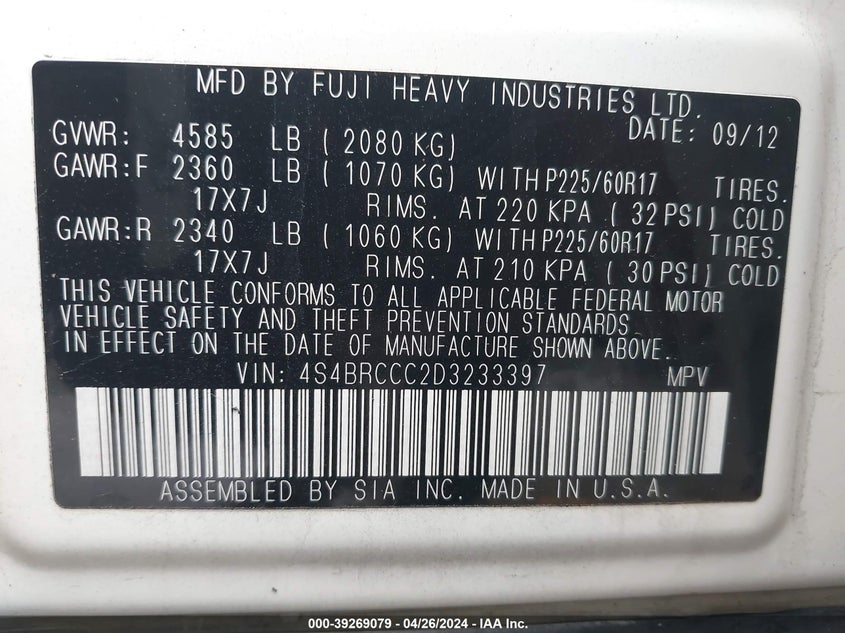 MFD BY FUJI HEAVY INDUSTRIES LTD.
DATE: 09/12
GVWR: 4585 LB ( 2080 KG)
GAWR:F 2360 LB ( 1070 KG) WITH P225/60R17 TIRES.
17X7J RIMS. AT 220 KPA ( 32 PSI) COLD
GAWR:R 2340 LB ( 1060 KG) WITH P225/60R17 TIRES.
17X7J RIMS. AT 210 KPA ( 30 PSI) COLD
THIS VEHICLE CONFORMS TO ALL APPLICABLE FEDERAL MOTOR
VEHICLE SAFETY AND THEFT PREVENTION STANDARDS
IN EFFECT ON THE DATE OF MANUFACTURE SHOWN ABOVE.
VIN: 4S4BRCCC2D3233397 MPV
ASSEMBLED BY SIA INC. MADE IN U.S.A.
000-39269079 - 04/26/2024 - IAA Inc.